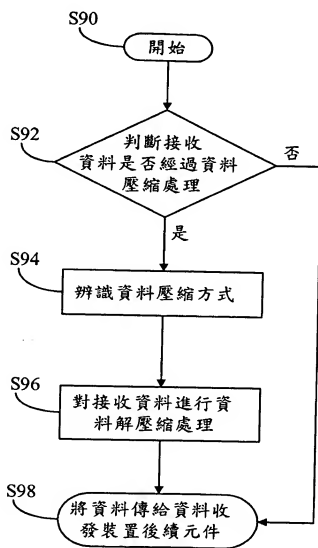 S90
開始
S92
判斷接收
資料是否經過資料
壓縮處理
否
是
S94
辨識資料壓縮方式
S96
對接收資料進行資
料解壓縮處理
S98
將資料傳給資料收
發裝置後續元件